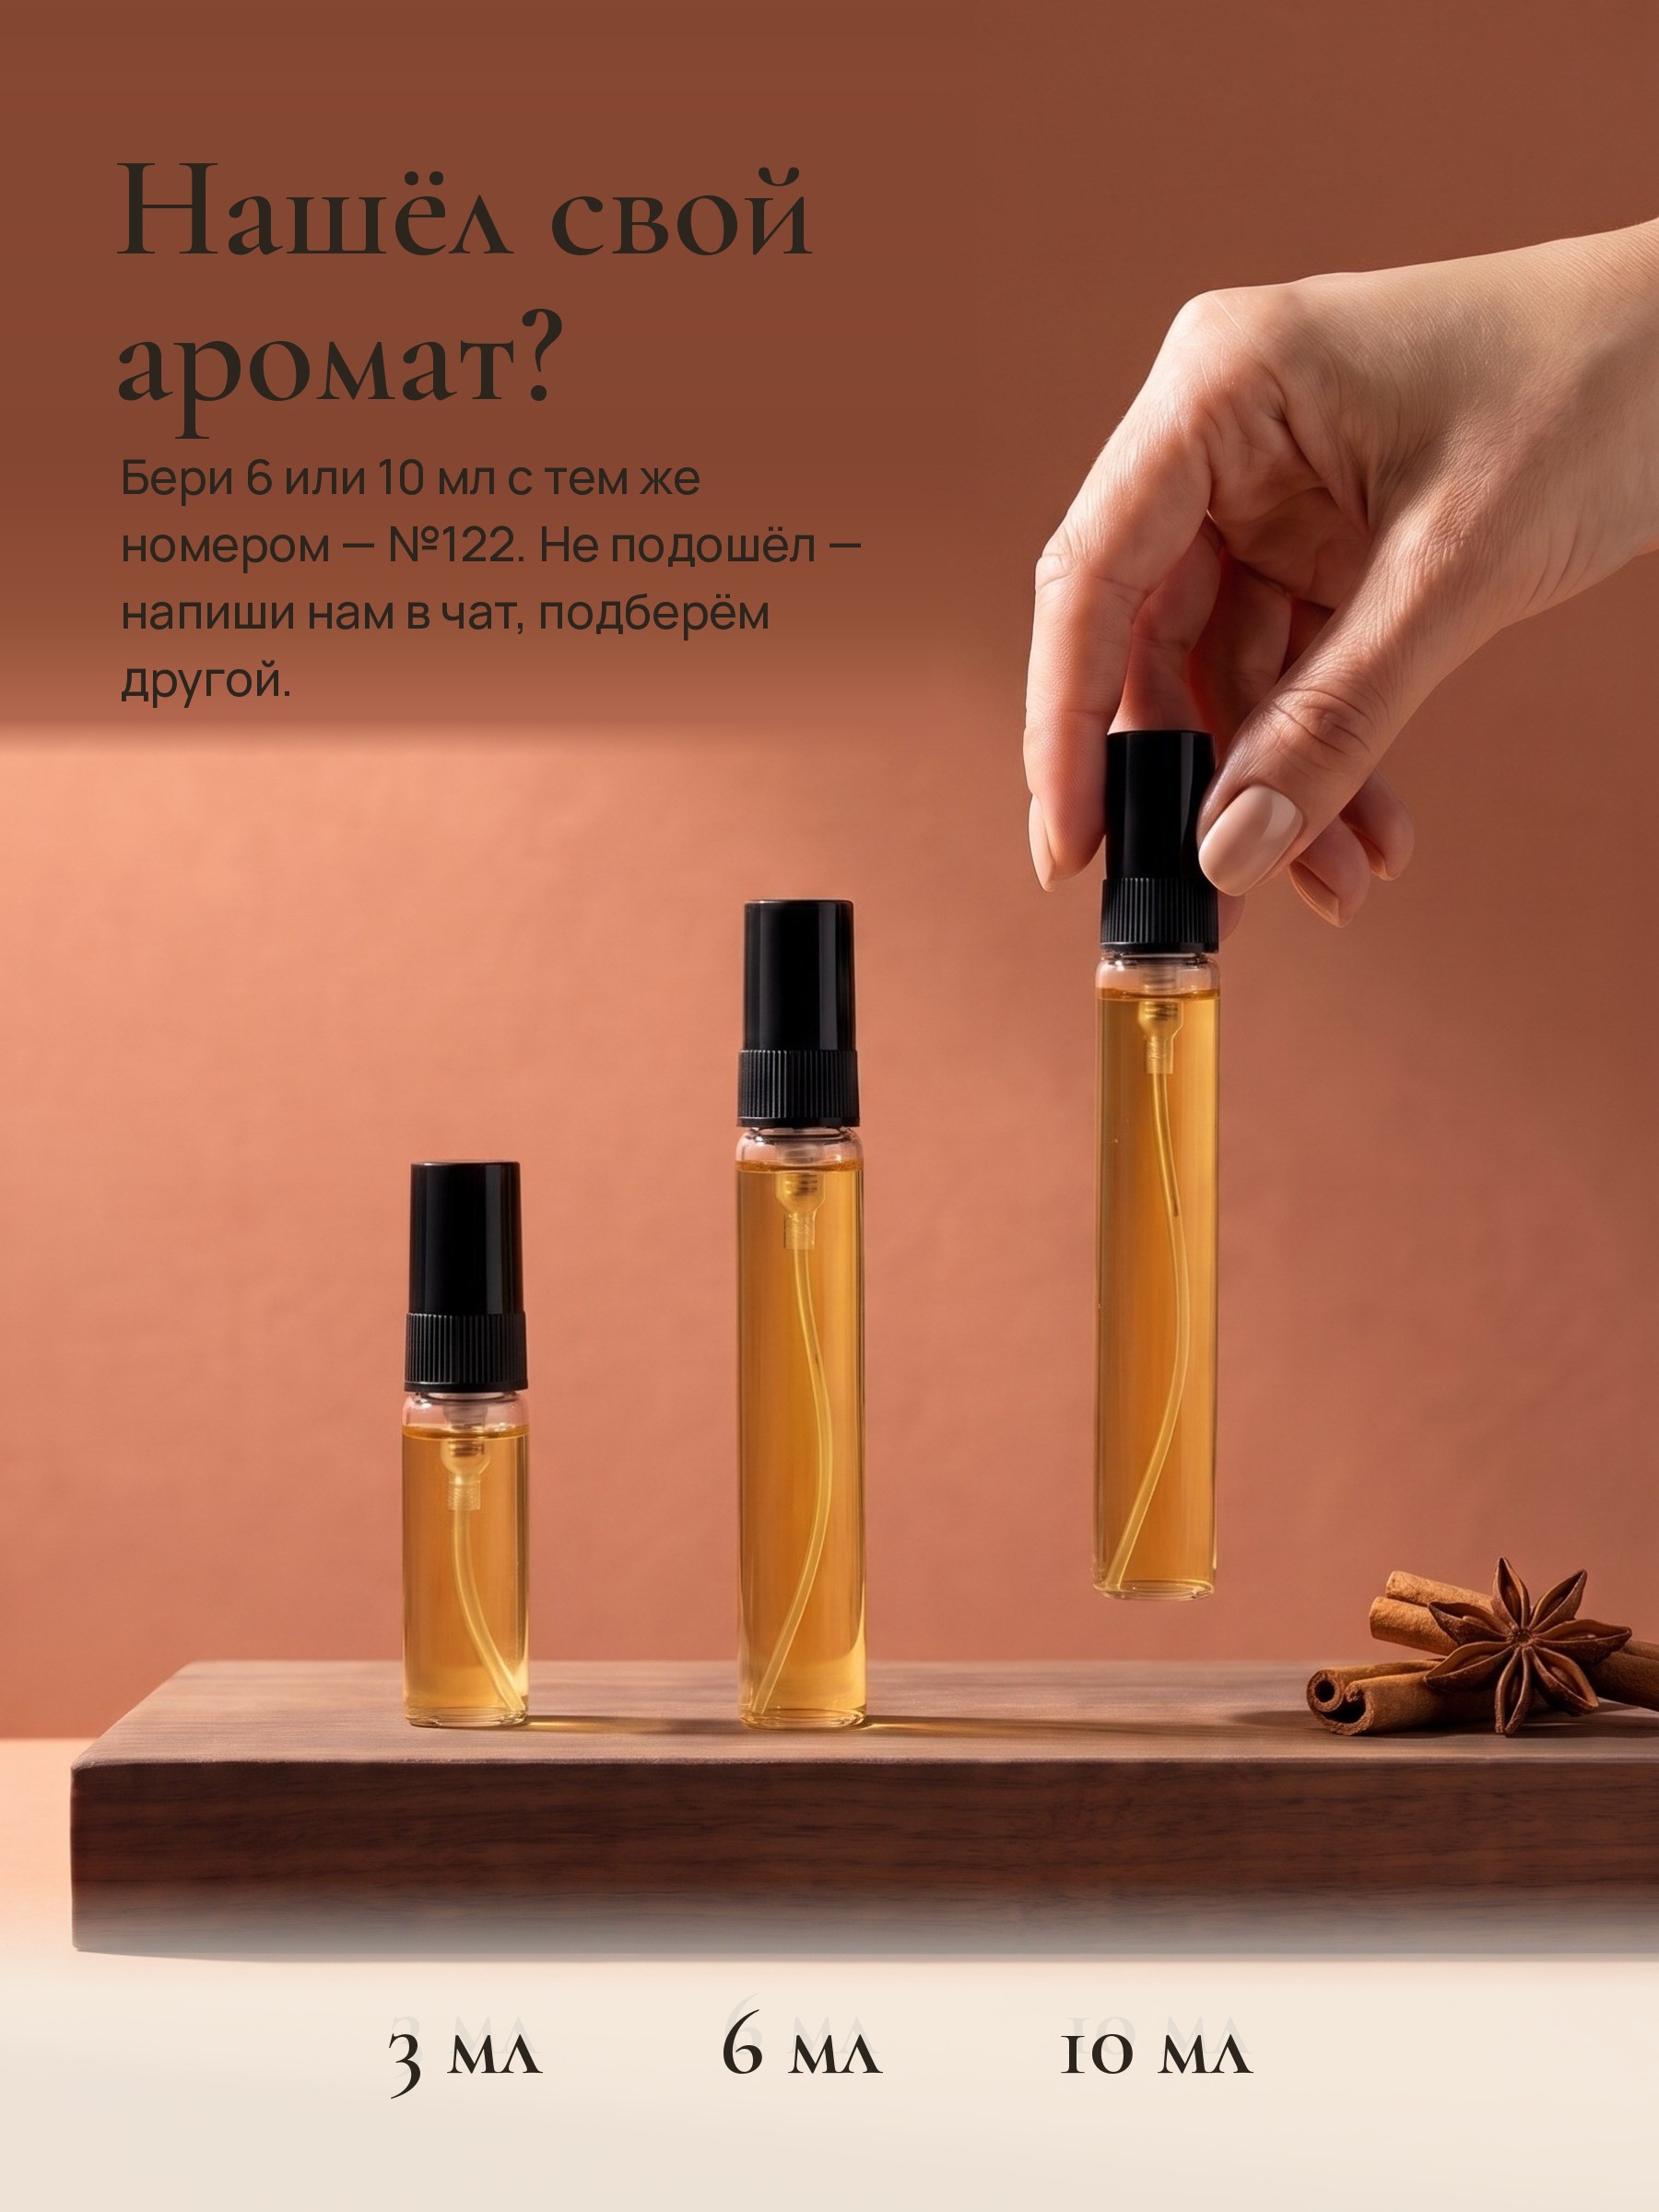 Нашёл свой
аромат?
Бери 6 или 10 мл с тем же
номером — №122. Не подошёл —
напиши нам в чат, подберём
другой.
3 мл
6 мл
10 мл